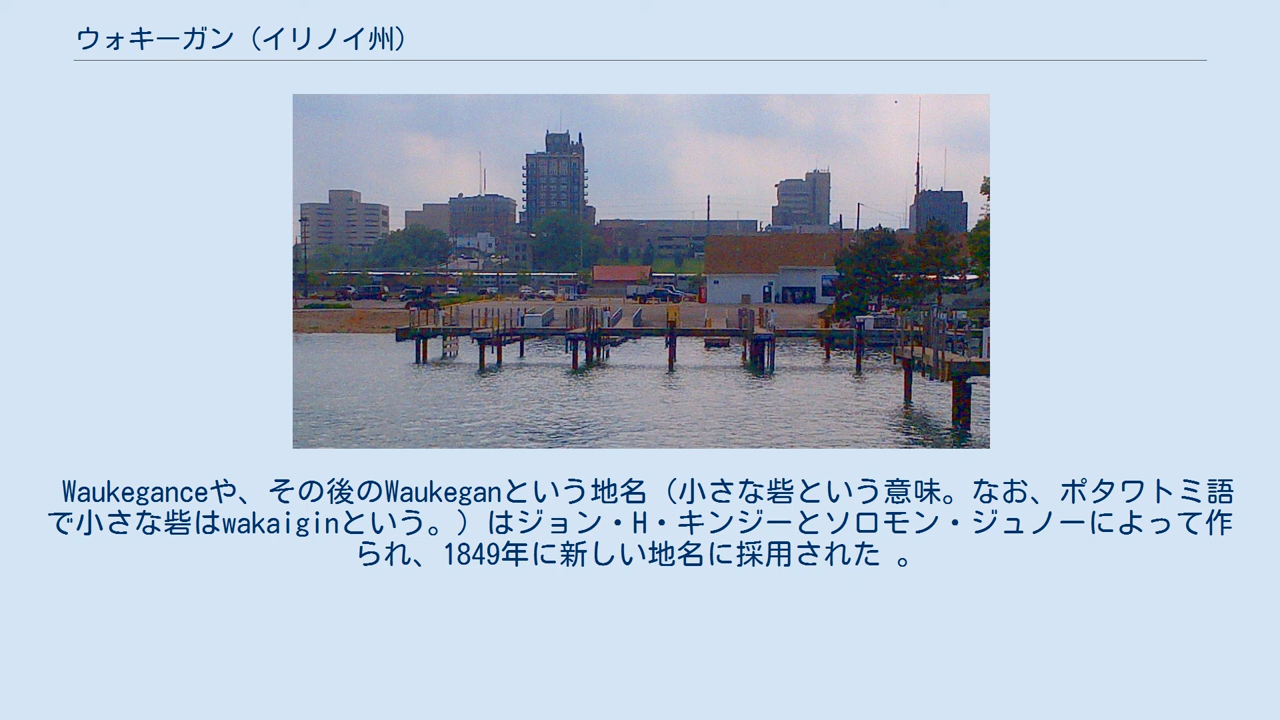 ウォキーガン（イリノイ州）
Waukeganceや、その後のWaukeganという地名（小さな砦という意味。なお、ポタワトミ語
で小さな砦はwakaiginという。）はジョン・H・キンジーとソロモン・ジュノーによって作
られ、1849年に新しい地名に採用された 。